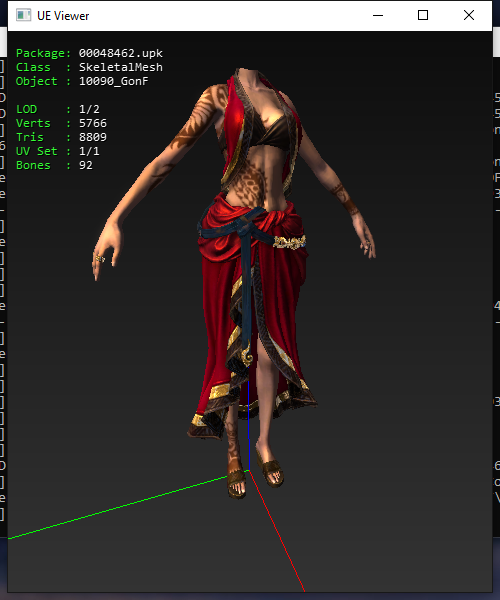 UE Viewer
Package: 00048462.upk
Class : SkeletalMesh
Object : 10090_GonF
LOD : 1/2
Verts : 5766
Tris : 8809
UV Set : 1/1
Bones : 92